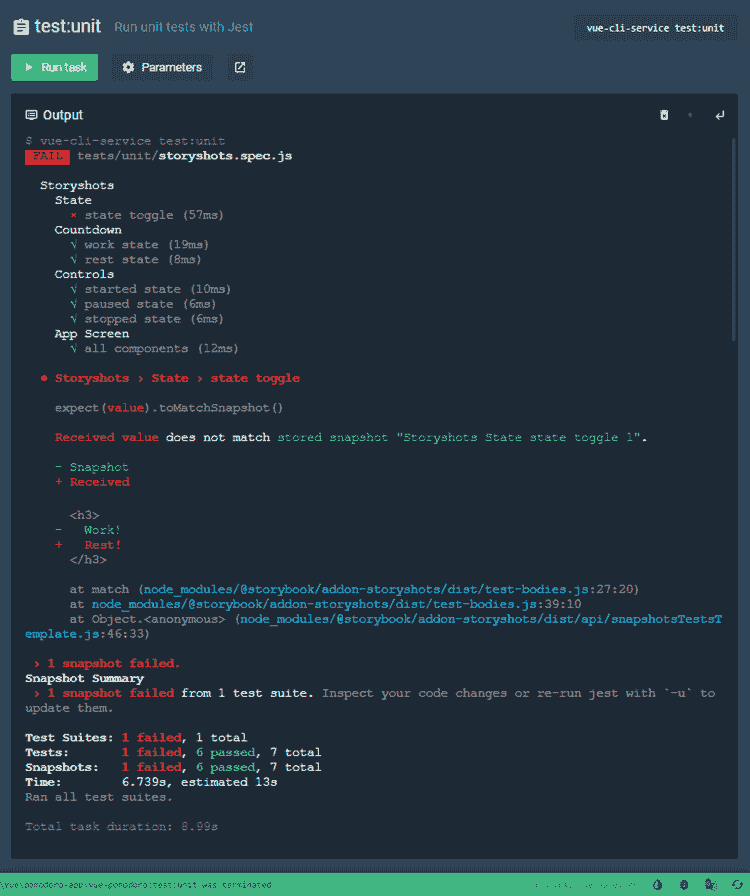 test:unit Run unit tests with Jest vue-cli-service test:unit
Run task Parameters
Output
$ vue-cli-service test:unit
FAIL tests/unit/storyshots.spec.js
Storyshots
State
× state toggle (57ms)
Countdown
√ work state (19ms)
√ rest state (8ms)
Controls
√ started state (10ms)
√ paused state (6ms)
√ stopped state (6ms)
App Screen
√ all components (12ms)
● Storyshots › State › state toggle
expect(value).toMatchSnapshot()
Received value does not match stored snapshot "Storyshots State state toggle 1".
- Snapshot
+ Received
<h3>
- Work!
+ Rest!
</h3>
at match (node_modules/@storybook/addon-storyshots/dist/test-bodies.js:27:20)
at node_modules/@storybook/addon-storyshots/dist/test-bodies.js:39:10
at Object.<anonymous> (node_modules/@storybook/addon-storyshots/dist/api/snapshotsTestsT
emplate.js:46:33)
› 1 snapshot failed.
Snapshot Summary
› 1 snapshot failed from 1 test suite. Inspect your code changes or re-run jest with `-u` to
update them.
Test Suites: 1 failed, 1 total
Tests: 1 failed, 6 passed, 7 total
Snapshots: 1 failed, 6 passed, 7 total
Time: 6.739s, estimated 13s
Ran all test suites.
Total task duration: 8.99s
\vue\pomodoro-app\vue-pomodoro:test:unit was terminated